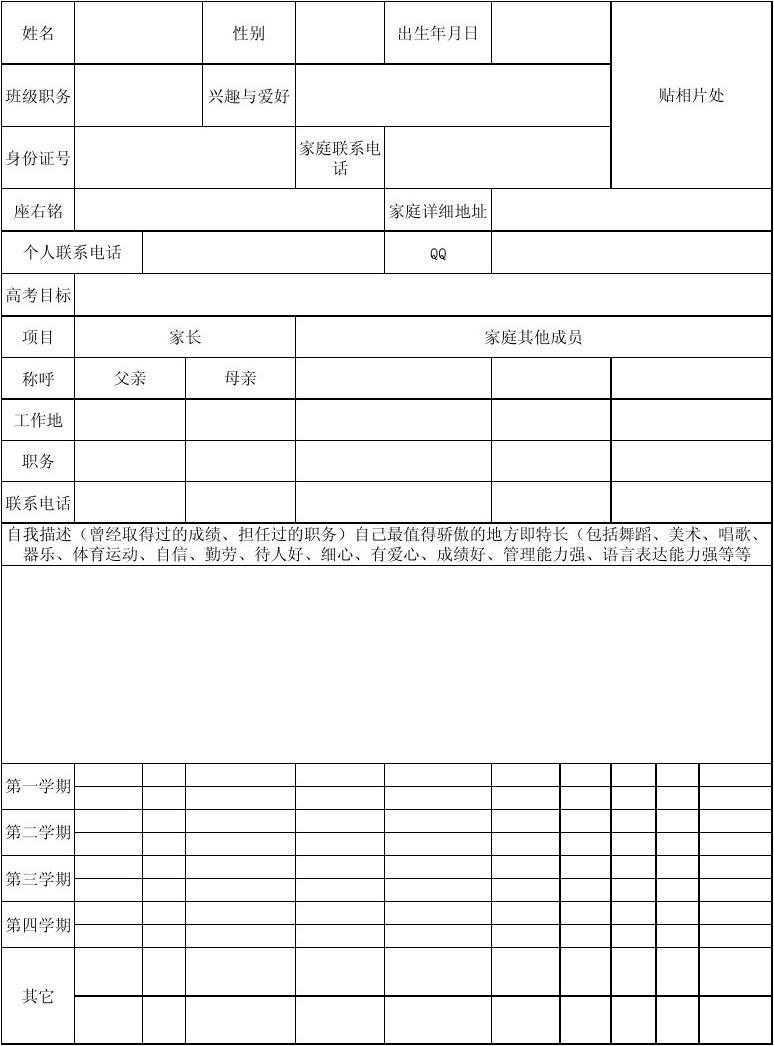 姓名 性别 出生年月日
贴相片处
班级职务 兴趣与爱好
身份证号 家庭联系电
话
座右铭 家庭详细地址
个人联系电话 QQ
高考目标
项目 家长 家庭其他成员
称呼 父亲 母亲
工作地
职务
联系电话
自我描述（曾经取得过的成绩、担任过的职务）自己最值得骄傲的地方即特长（包括舞蹈、美术、唱歌、
器乐、体育运动、自信、勤劳、待人好、细心、有爱心、成绩好、管理能力强、语言表达能力强等等
第一学期
第二学期
第三学期
第四学期
其它